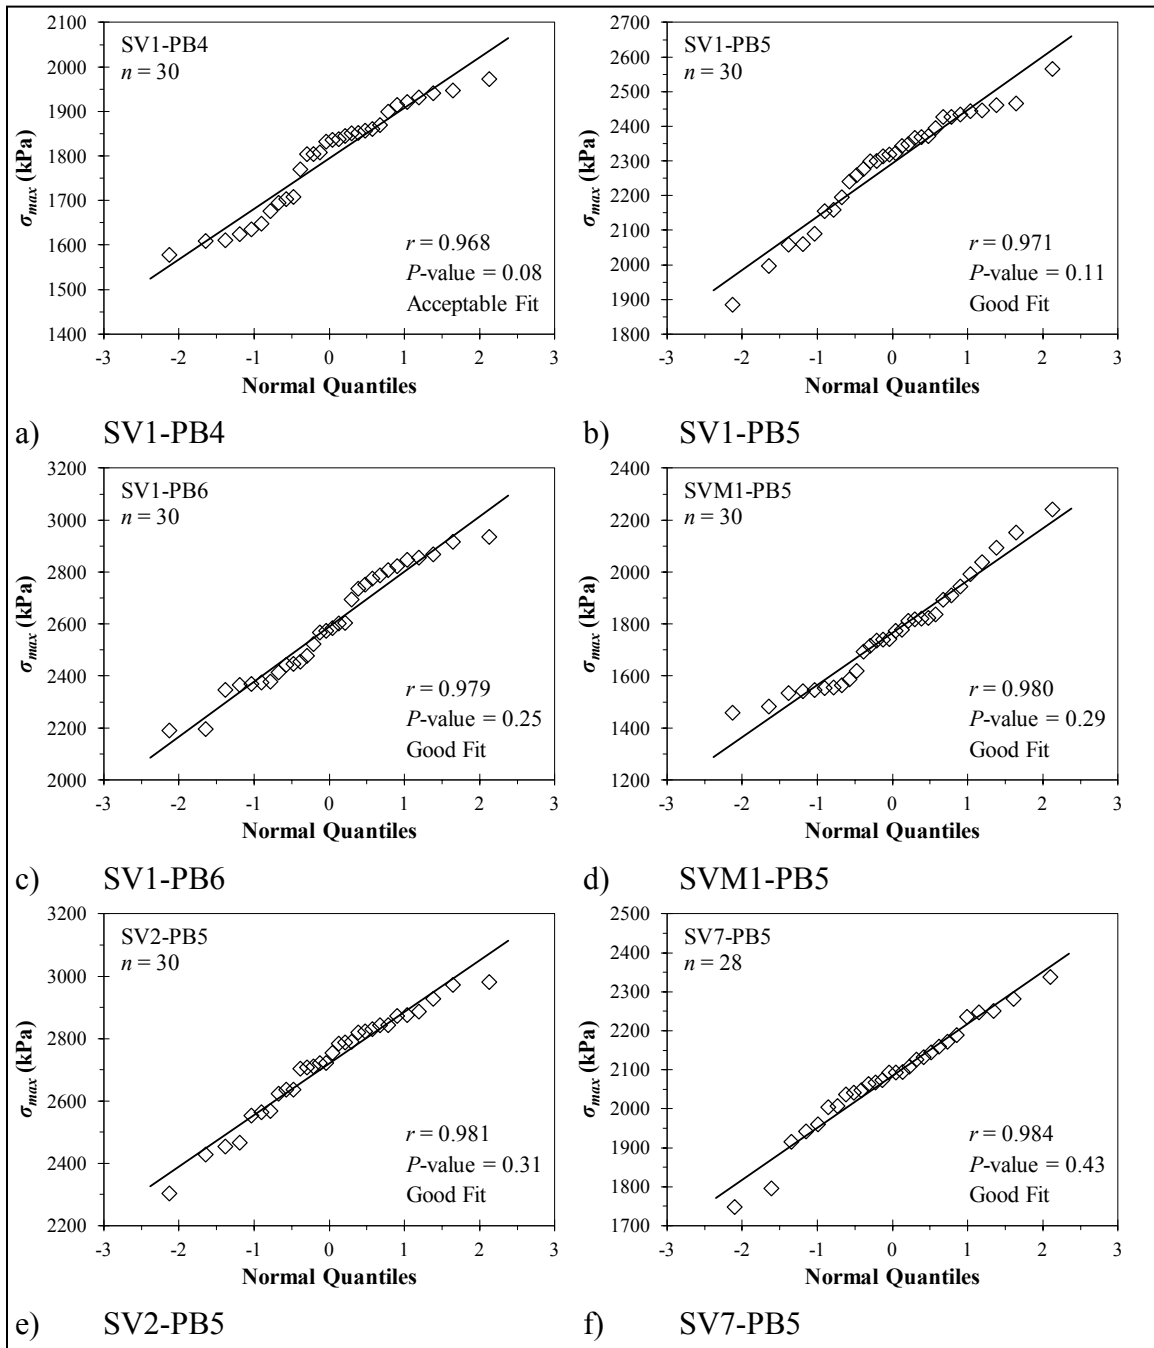 2100
2000
1900
1800
1700
1600
1500
1400
σmax (kPa)
SV1-PB4
n = 30
r = 0.968
P-value = 0.08
Acceptable Fit
-3 -2 -1 0 1 2 3
Normal Quantiles
a) SV1-PB4
2700
2600
2500
2400
2300
2200
2100
2000
1900
1800
σmax (kPa)
SV1-PB5
n = 30
r = 0.971
P-value = 0.11
Good Fit
-3 -2 -1 0 1 2 3
Normal Quantiles
b) SV1-PB5
3200
3000
2800
2600
2400
2200
2000
σmax (kPa)
SV1-PB6
n = 30
r = 0.979
P-value = 0.25
Good Fit
-3 -2 -1 0 1 2 3
Normal Quantiles
c) SV1-PB6
2400
2200
2000
1800
1600
1400
1200
σmax (kPa)
SVM1-PB5
n = 30
r = 0.980
P-value = 0.29
Good Fit
-3 -2 -1 0 1 2 3
Normal Quantiles
d) SVM1-PB5
3200
3000
2800
2600
2400
2200
σmax (kPa)
SV2-PB5
n = 30
r = 0.981
P-value = 0.31
Good Fit
-3 -2 -1 0 1 2 3
Normal Quantiles
e) SV2-PB5
2500
2400
2300
2200
2100
2000
1900
1800
1700
σmax (kPa)
SV7-PB5
n = 28
r = 0.984
P-value = 0.43
Good Fit
-3 -2 -1 0 1 2 3
Normal Quantiles
f) SV7-PB5